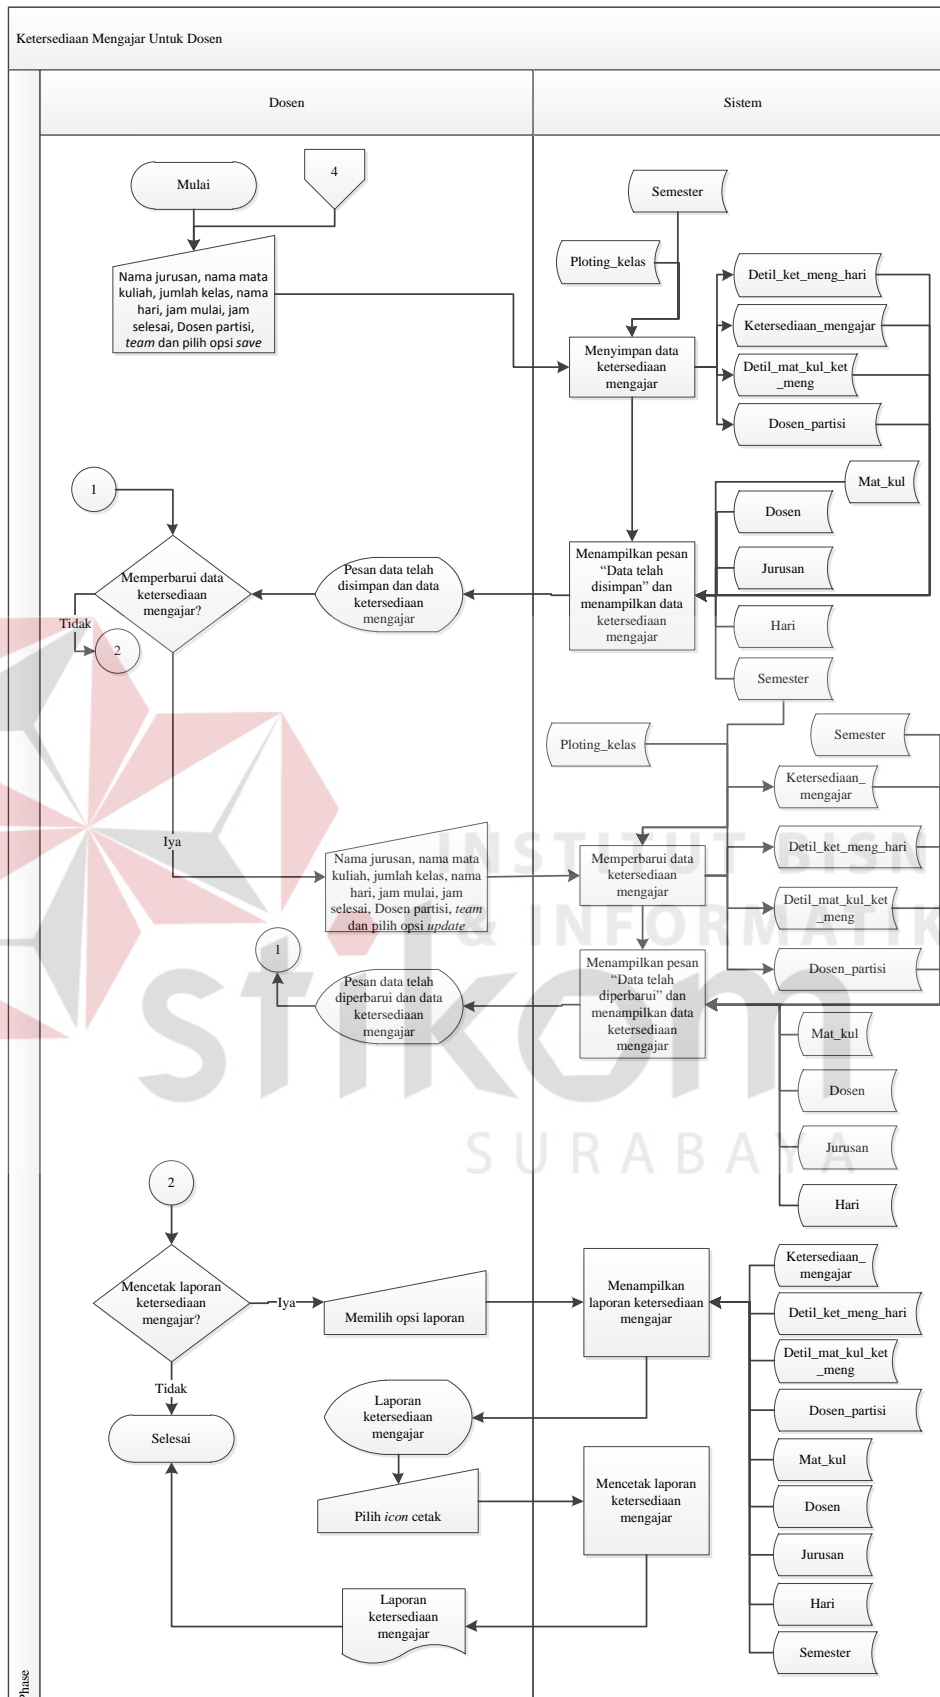 Ketersediaan Mengajar Untuk Dosen
Dosen
Sistem
Mulai
4
Semester
Ploting_kelas
Nama jurusan, nama mata
kuliah, jumlah kelas, nama
hari, jam mulai, jam
selesai, Dosen partisi,
team dan pilih opsi save
Menyimpan data
ketersediaan
mengajar
Detil_ket_meng_hari
Ketersediaan_mengajar
Detil_mat_kul_ket
_meng
Dosen_partisi
1
Mat_kul
Dosen
Jurusan
Hari
Semester
Memperbarui data
ketersediaan
mengajar?
Pesan data telah
disimpan dan data
ketersediaan
mengajar
Menampilkan pesan
“Data telah
disimpan” dan
menampilkan data
ketersediaan
mengajar
Tidak
2
Ploting_kelas
Semester
Ketersediaan_
mengajar
Detil_ket_meng_hari
Detil_mat_kul_ket
_meng
Dosen_partisi
Iya
Nama jurusan, nama mata
kuliah, jumlah kelas, nama
hari, jam mulai, jam
selesai, Dosen partisi, team
dan pilih opsi update
Memperbarui data
ketersediaan
mengajar
1
Pesan data telah
diperbarui dan data
ketersediaan
mengajar
Menampilkan pesan
“Data telah
diperbarui” dan
menampilkan data
ketersediaan
mengajar
Mat_kul
Dosen
Jurusan
Hari
INSTITUT BISN
& INFORMATIK
stikom
SURABAYA
2
Mencetak laporan
ketersediaan
mengajar?
Iya
Memilih opsi laporan
Menampilkan
laporan ketersediaan
mengajar
Ketersediaan_
mengajar
Detil_ket_meng_hari
Detil_mat_kul_ket
_meng
Dosen_partisi
Mat_kul
Dosen
Jurusan
Hari
Semester
Tidak
Selesai
Laporan
ketersediaan
mengajar
Pilih icon cetak
Mencetak laporan
ketersediaan
mengajar
Laporan
ketersediaan
mengajar
Phase